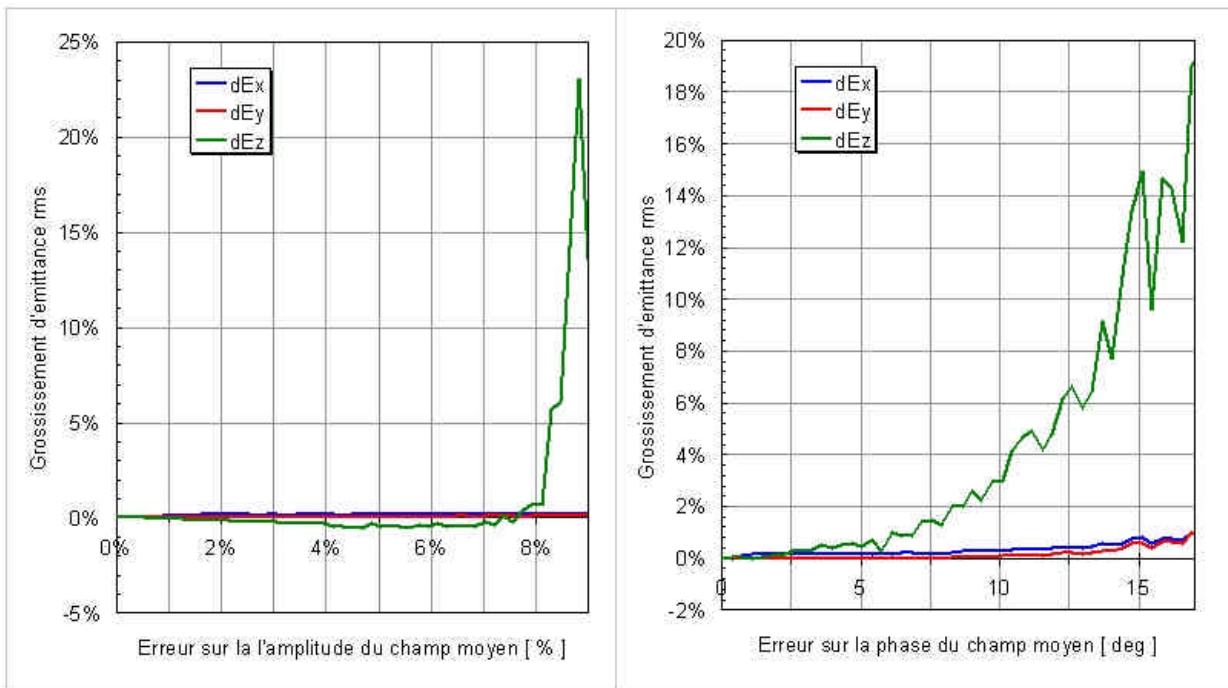 25%
20%
15%
10%
5%
0%
-5%
0%
2%
4%
6%
8%
dEx
dEy
dEz
Grossissement d'emittance rms
Erreur sur la l'amplitude du champ moyen [ % ]
20%
18%
16%
14%
12%
10%
8%
6%
4%
2%
0%
-2%
0
5
10
15
dEx
dEy
dEz
Grossissement d'emittance rms
Erreur sur la phase du champ moyen [ deg ]